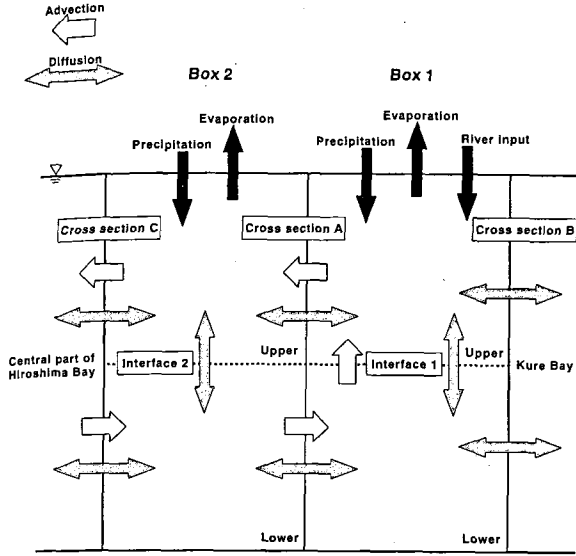 Advection
Diffusion
Box 2
Box 1
Evaporation
Evaporation
Precipitation
Precipitation
River input
Cross section C
Cross section A
Cross section B
Central part of
Hiroshima Bay
Interface 2
Upper
Interface 1
Upper
Kure Bay
Lower
Lower